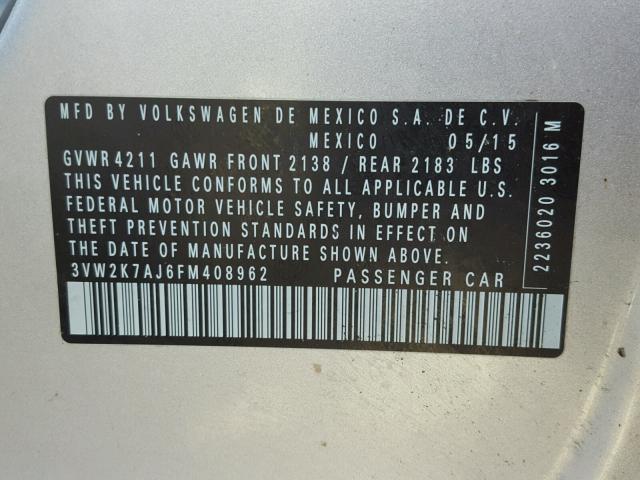 MFD BY VOLKSWAGEN DE MEXICO S.A. DE C.V.
MEXICO 05/15
GVWR 4211 GAWR FRONT 2138 / REAR 2183 LBS
THIS VEHICLE CONFORMS TO ALL APPLICABLE U.S.
FEDERAL MOTOR VEHICLE SAFETY, BUMPER AND
THEFT PREVENTION STANDARDS IN EFFECT ON
THE DATE OF MANUFACTURE SHOWN ABOVE.
3VW2K7AJ6FM408962 PASSENGER CAR
2236020 3016 M